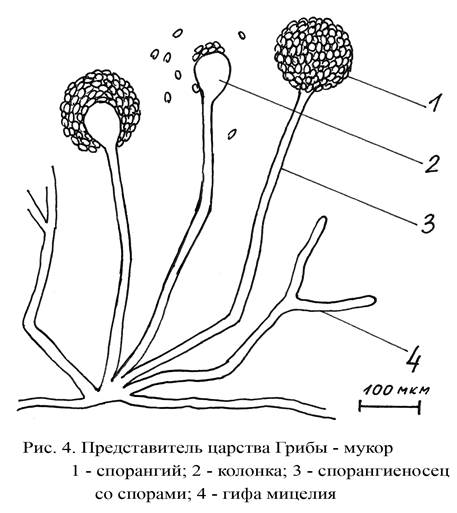 1
2
3
4
100 мкм
Рис. 4. Представитель царства Грибы - мукор
1 - спорангий; 2 - колонка; 3 - спорангиеносец
со спорами; 4 - гифа мицелия